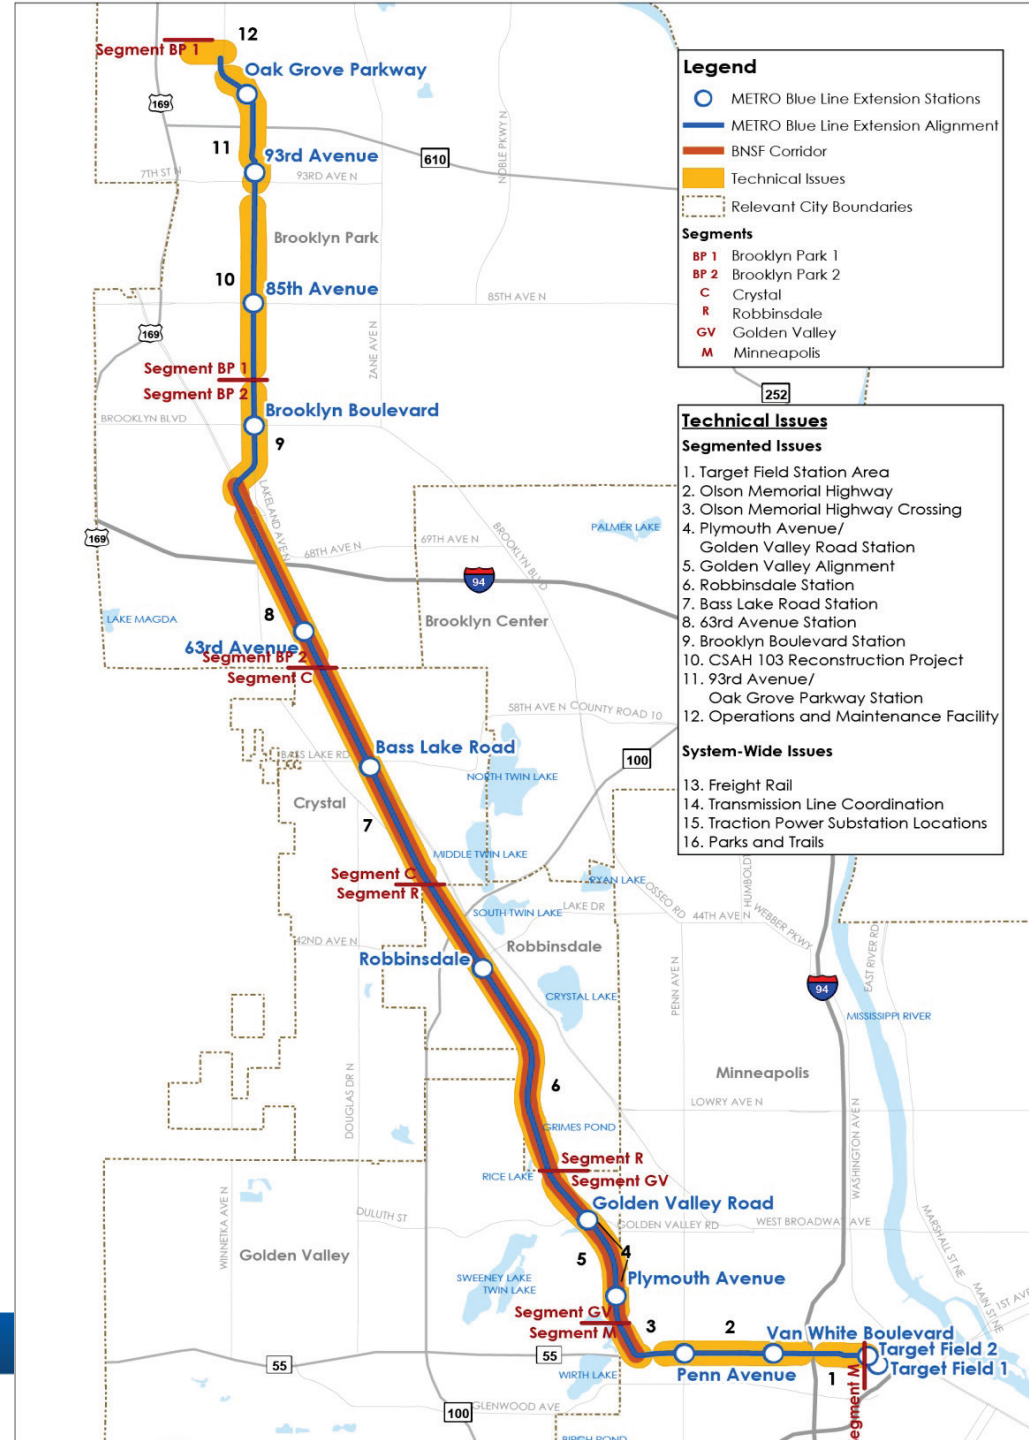 12
Segment BP 1
Oak Grove Parkway
169
11
93rd Avenue
610
7TH ST N
93RD AVE N
NOBLE PKWY N
Brooklyn Park
10
85th Avenue
85TH AVE N
169
ZANE AVE N
Segment BP 1
Segment BP 2
252
Brooklyn Boulevard
BROOKLYN BLVD
9
LAKELAND AVE N
169
68TH AVE N
69TH AVE N
BROOKLYN BLVD
PALMER LAKE
94
LAKE MAGDA
8
Brooklyn Center
63rd Avenue
Segment BP 2
Segment C
58TH AVE N
COUNTY ROAD 10
Bass Lake Road
BASS LAKE RD
100
NORTH TWIN LAKE
Crystal
7
MIDDLE TWIN LAKE
Segment C
Segment R
RYAN LAKE
OSSEO RD
HUMBOLDT
SOUTH TWIN LAKE
LAKE DR
44TH AVE N
WEBBER PKWY
42ND AVE N
Robbinsdale
Robbinsdale
CRYSTAL LAKE
PENN AVE N
94
EAST RIVER RD
MISSISSIPPI RIVER
Minneapolis
6
DOUGLAS DR N
LOWRY AVE N
GRIMES POND
WASHINGTON AVE N
Segment R
Segment GV
RICE LAKE
WINNETKA AVE N
Golden Valley Road
DULUTH ST
GOLDEN VALLEY RD
WEST BROADWAY AVE
MARSHALL ST NE
Golden Valley
5
4
SWEENEY LAKE
TWIN LAKE
Plymouth Avenue
MAIN ST NE
1ST AVE
Segment GV
Segment M
3
2
Van White Boulevard
Target Field 2
Target Field 1
55
55
Penn Avenue
1
WIRTH LAKE
Segment M
100
GLENWOOD AVE
BIRCH POND
Legend
METRO Blue Line Extension Stations
METRO Blue Line Extension Alignment
BNSF Corridor
Technical Issues
Relevant City Boundaries
Segments
BP 1 Brooklyn Park 1
BP 2 Brooklyn Park 2
C Crystal
R Robbinsdale
GV Golden Valley
M Minneapolis
Technical Issues
Segmented Issues
1. Target Field Station Area
2. Olson Memorial Highway
3. Olson Memorial Highway Crossing
4. Plymouth Avenue/
Golden Valley Road Station
5. Golden Valley Alignment
6. Robbinsdale Station
7. Bass Lake Road Station
8. 63rd Avenue Station
9. Brooklyn Boulevard Station
10. CSAH 103 Reconstruction Project
11. 93rd Avenue/
Oak Grove Parkway Station
12. Operations and Maintenance Facility
System-Wide Issues
13. Freight Rail
14. Transmission Line Coordination
15. Traction Power Substation Locations
16. Parks and Trails